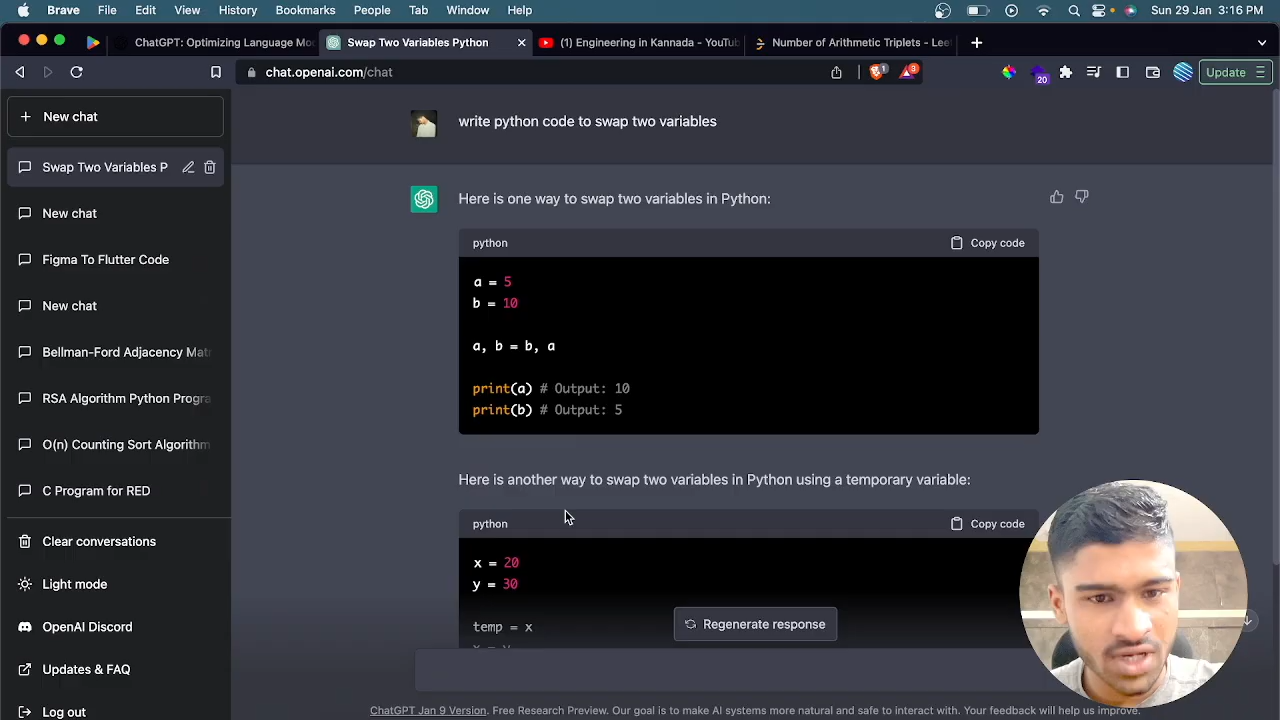 Brave File Edit View History Bookmarks People Tab Window Help
Sun 29 Jan 3:16 PM
ChatGPT: Optimizing Language Mo
Swap Two Variables Python
(1) Engineering in Kannada - YouTu
Number of Arithmetic Triplets - Lee
chat.openai.com/chat
1
3
20
Update
New chat
Swap Two Variables P
New chat
Figma To Flutter Code
New chat
Bellman-Ford Adjacency Mat
RSA Algorithm Python Progra
O(n) Counting Sort Algorithm
C Program for RED
Clear conversations
Light mode
OpenAI Discord
Updates & FAQ
Log out
write python code to swap two variables
Here is one way to swap two variables in Python:
python Copy code
a = 5
b = 10
a, b = b, a
print(a) # Output: 10
print(b) # Output: 5
Here is another way to swap two variables in Python using a temporary variable:
python Copy code
x = 20
y = 30
temp = x
Regenerate response
ChatGPT Jan 9 Version. Free Research Preview. Our goal is to make AI systems more natural and safe to interact with. Your feedback will help us improve.